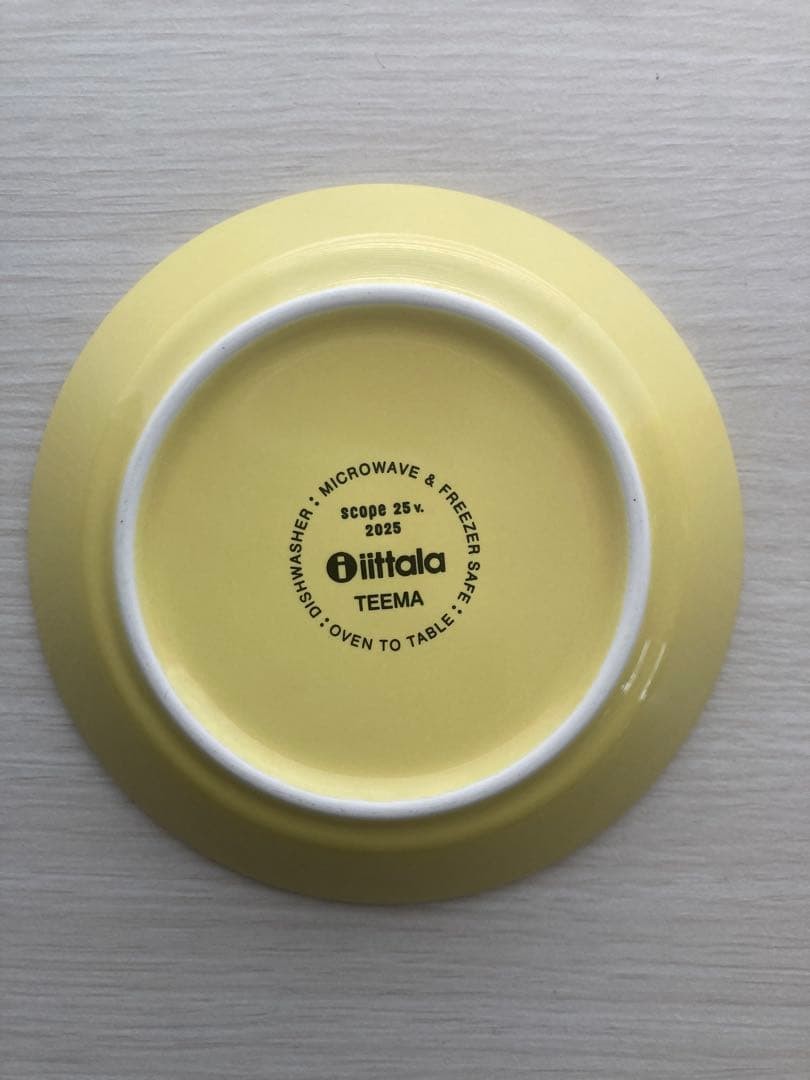 DISHWASHER : MICROWAVE & FREEZER SAFE : OVEN TO TABLE :
scope 25 v.
2025
iittala
TEEMA